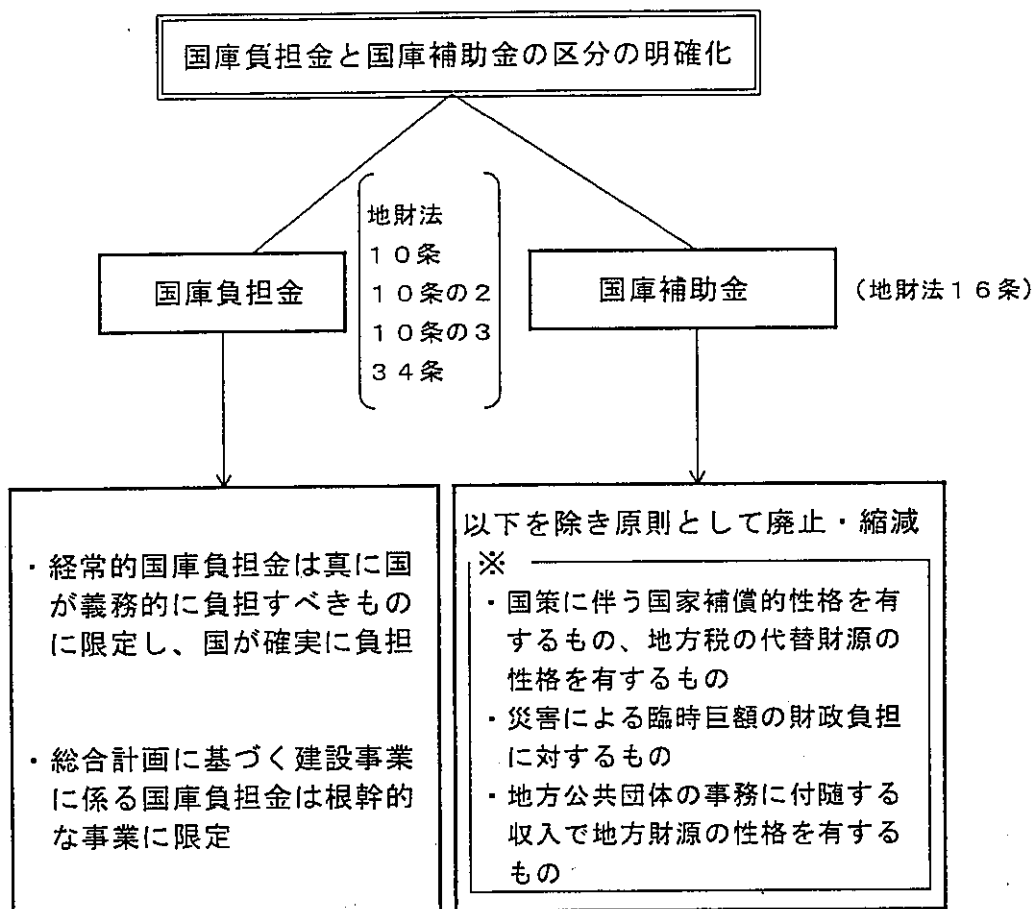 国庫負担金と国庫補助金の区分の明確化
地財法
１０条
１０条の２
１０条の３
３４条
国庫負担金
国庫補助金
（地財法１６条）
・経常的国庫負担金は真に国
が義務的に負担すべきもの
に限定し、国が確実に負担
・総合計画に基づく建設事業
に係る国庫負担金は根幹的
な事業に限定
以下を除き原則として廃止・縮減
※
・国策に伴う国家補償的性格を有
するもの、地方税の代替財源の
性格を有するもの
・災害による臨時巨額の財政負担
に対するもの
・地方公共団体の事務に付随する
収入で地方財源の性格を有する
もの